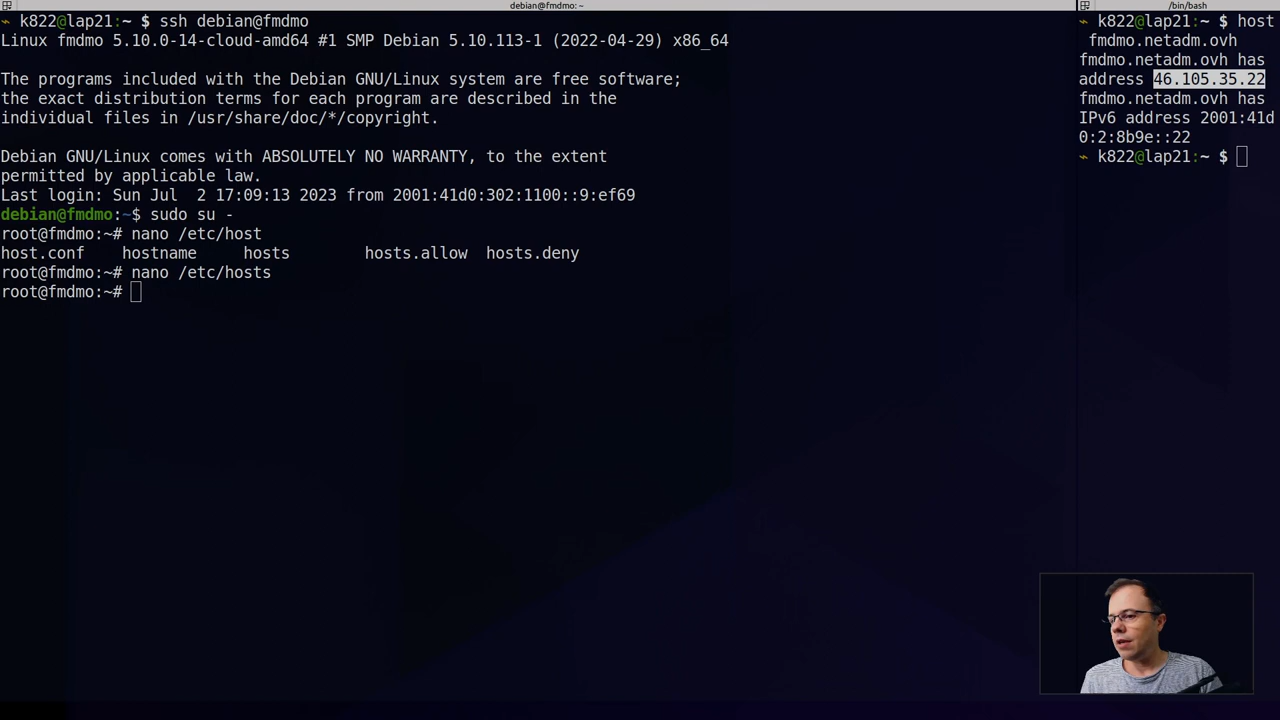 debian@fmdmo: ~
k822@lap21:~ $ ssh debian@fmdmo
Linux fmdmo 5.10.0-14-cloud-amd64 #1 SMP Debian 5.10.113-1 (2022-04-29) x86_64
The programs included with the Debian GNU/Linux system are free software;
the exact distribution terms for each program are described in the
individual files in /usr/share/doc/*/copyright.
Debian GNU/Linux comes with ABSOLUTELY NO WARRANTY, to the extent
permitted by applicable law.
Last login: Sun Jul  2 17:09:13 2023 from 2001:41d0:302:1100::9:ef69
debian@fmdmo:~$ sudo su -
root@fmdmo:~# nano /etc/host
host.conf    hostname     hosts        hosts.allow  hosts.deny
root@fmdmo:~# nano /etc/hosts
root@fmdmo:~#
/bin/bash
k822@lap21:~ $ host
fmdmo.netadm.ovh
fmdmo.netadm.ovh has
address 46.105.35.22
fmdmo.netadm.ovh has
IPv6 address 2001:41d
0:2:8b9e::22
k822@lap21:~ $